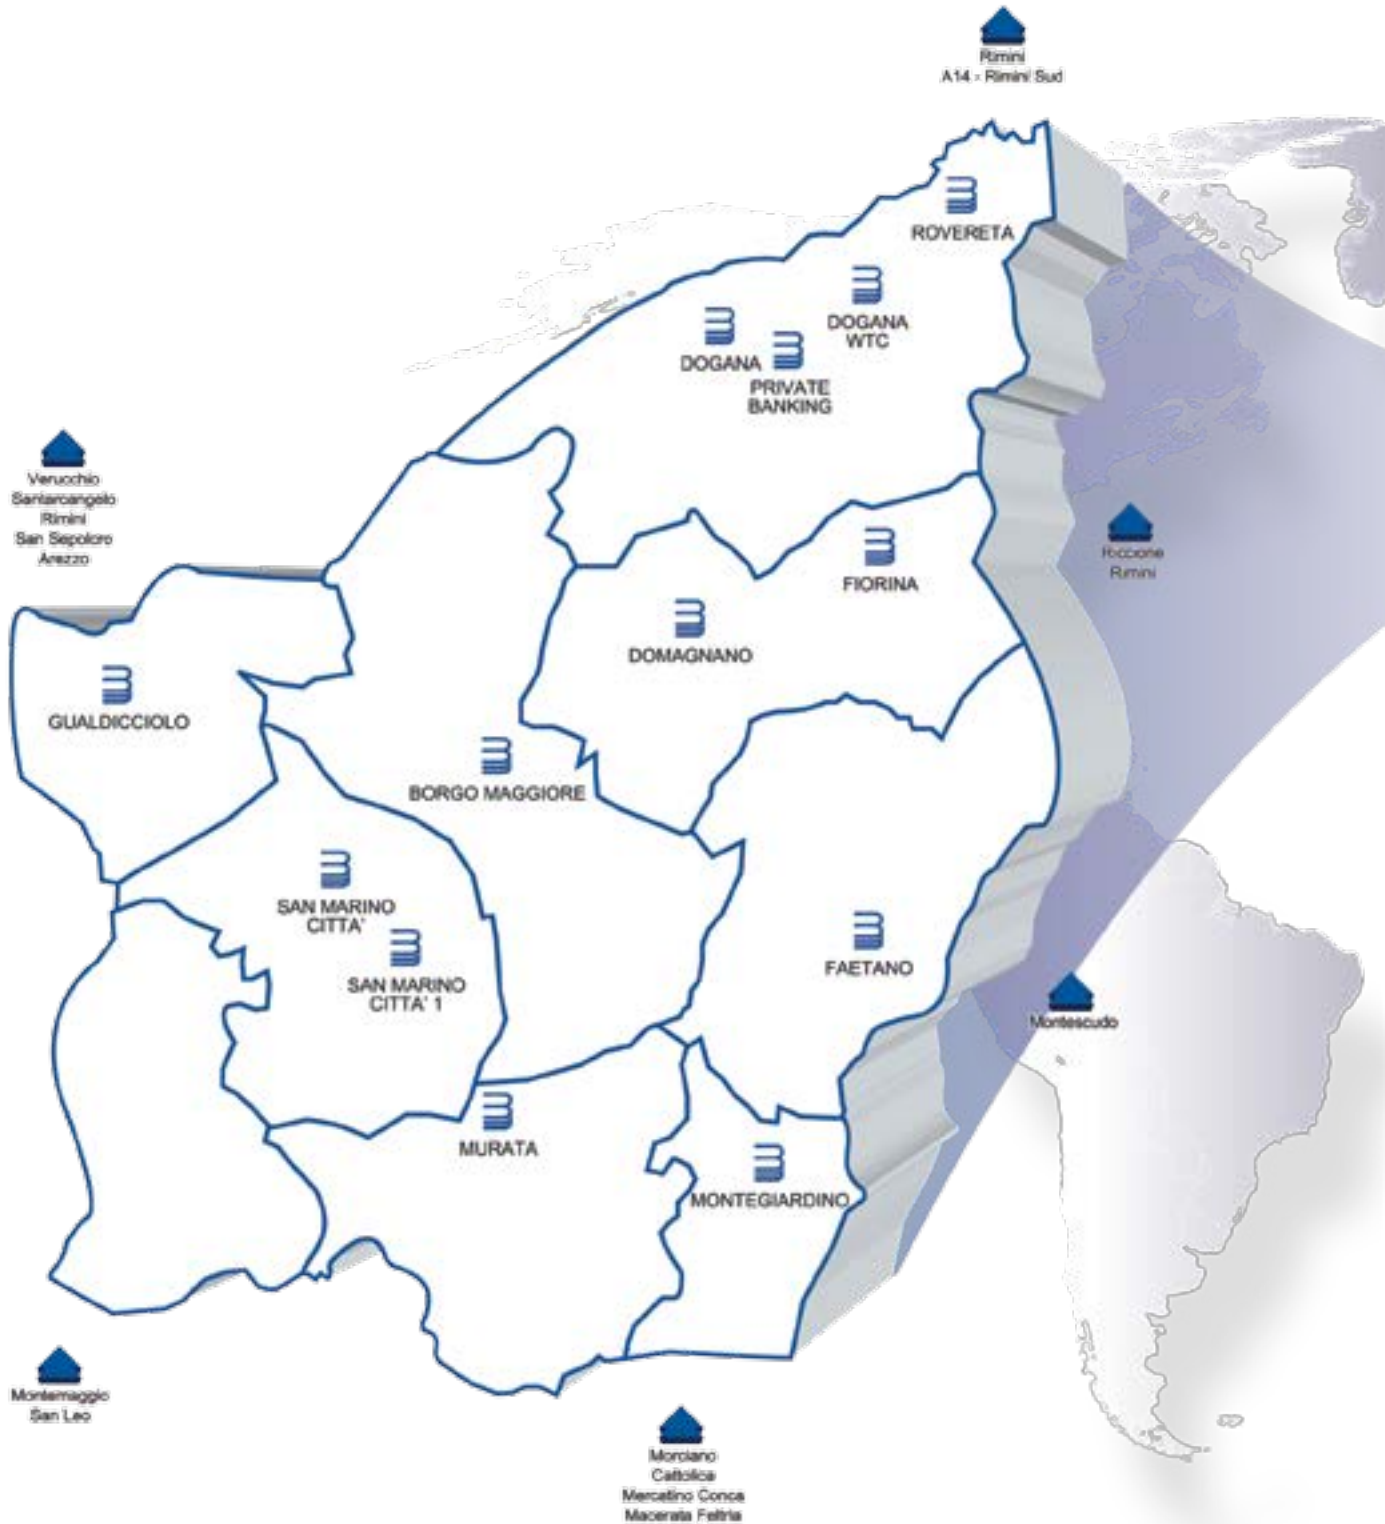 Rimini
A14 - Rimini Sud
ROVERETA
DOGANA
WTC
DOGANA
PRIVATE
BANKING
Verucchio
Santarcangelo
Rimini
San Sepolcro
Arezzo
Riccione
Rimini
FIORINA
DOMAGNANO
GUALDICCIOLO
BORGO MAGGIORE
SAN MARINO
CITTA'
SAN MARINO
CITTA' 1
FAETANO
Montescudo
MURATA
MONTEGIARDINO
Montemaggio
San Leo
Morciano
Cattolica
Mercatino Conca
Macerata Feltria